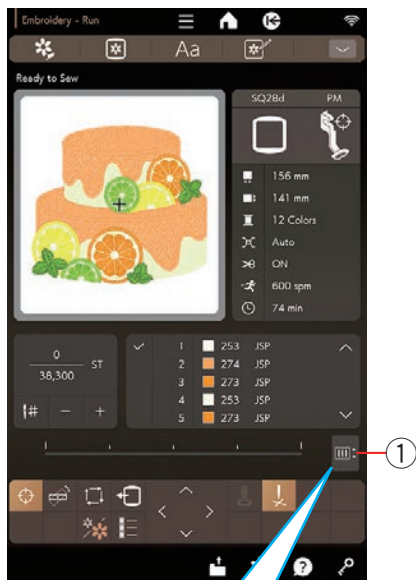 Embroidery - Run
Aa
Ready to Sew
SQ28d PM
156 mm
141 mm
12 Colors
Auto
ON
600 spm
74 min
0
38,300
ST
1 253 JSP
2 274 JSP
3 273 JSP
4 253 JSP
5 273 JSP
# - +
1
?